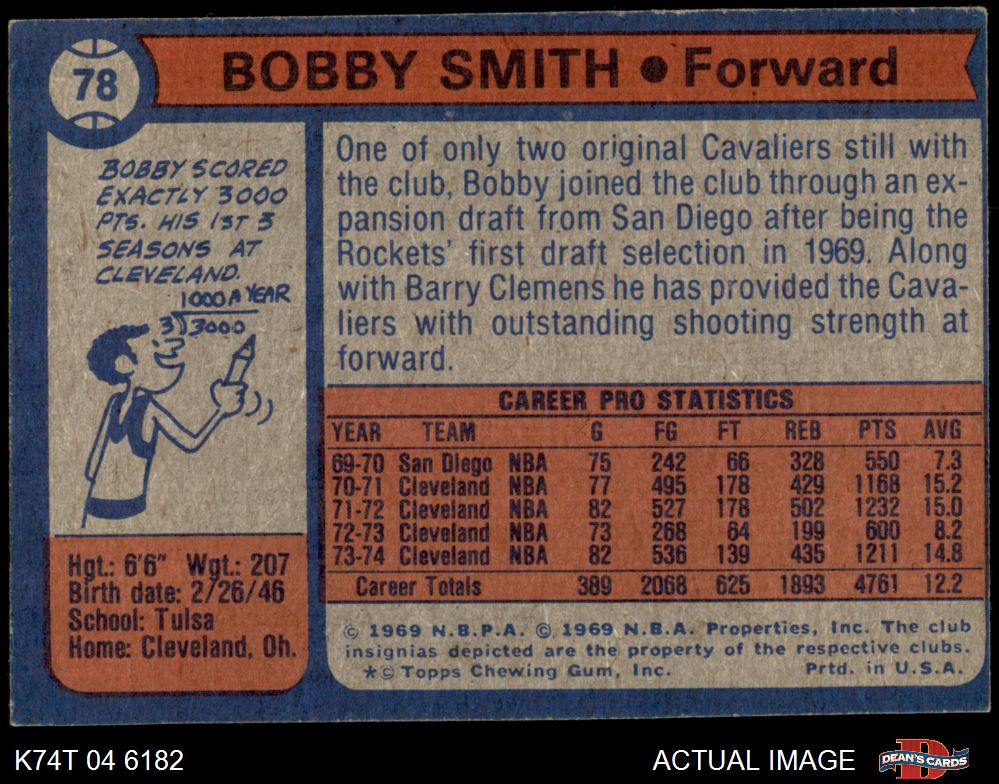 78
BOBBY SMITH • Forward
BOBBY SCORED
EXACTLY 3000
PTS. HIS 1ST 3
SEASONS AT
CLEVELAND.
1000 A YEAR
3)3000
One of only two original Cavaliers still with
the club, Bobby joined the club through an ex-
pansion draft from San Diego after being the
Rockets' first draft selection in 1969. Along
with Barry Clemens he has provided the Cava-
liers with outstanding shooting strength at
forward.
CAREER PRO STATISTICS
YEAR TEAM G FG FT REB PTS AVG
69-70 San Diego NBA 75 242 66 328 550 7.3
70-71 Cleveland NBA 77 495 178 429 1168 15.2
71-72 Cleveland NBA 82 527 178 502 1232 15.0
72-73 Cleveland NBA 73 268 64 199 600 8.2
73-74 Cleveland NBA 82 536 139 435 1211 14.8
Career Totals 389 2068 625 1893 4761 12.2
Hgt.: 6'6" Wgt.: 207
Birth date: 2/26/46
School: Tulsa
Home: Cleveland, Oh.
© 1969 N.B.P.A. © 1969 N.B.A. Properties, Inc. The club
insignias depicted are the property of the respective clubs.
*© Topps Chewing Gum, Inc. Prtd. in U.S.A.
K74T 04 6182
ACTUAL IMAGE
DEAN'S CARDS